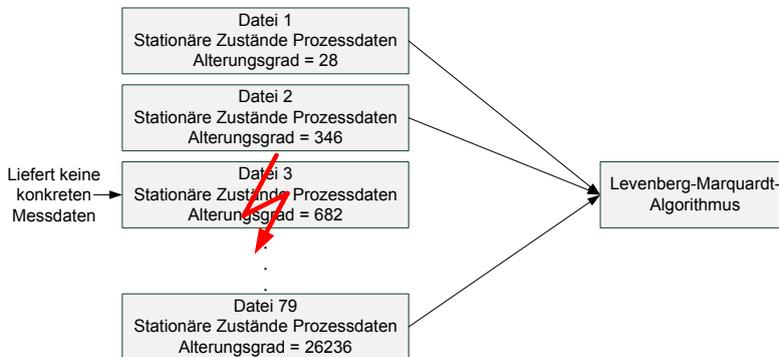 Datei 1
Stationäre Zustände Prozessdaten
Alterungsgrad = 28
Datei 2
Stationäre Zustände Prozessdaten
Alterungsgrad = 346
Liefert keine
konkreten
Messdaten
Datei 3
Stationäre Zustände Prozessdaten
Alterungsgrad = 682
.
.
.
Datei 79
Stationäre Zustände Prozessdaten
Alterungsgrad = 26236
Levenberg-Marquardt-
Algorithmus